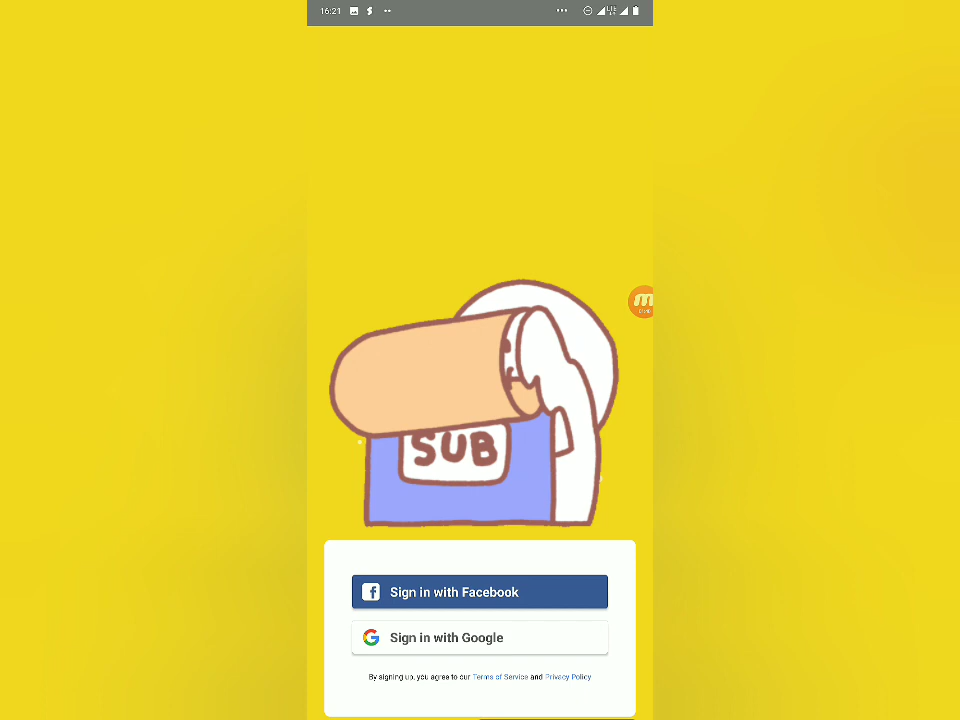 16:21
LTE
SUB
Sign in with Facebook
Sign in with Google
By signing up, you agree to our Terms of Service and Privacy Policy